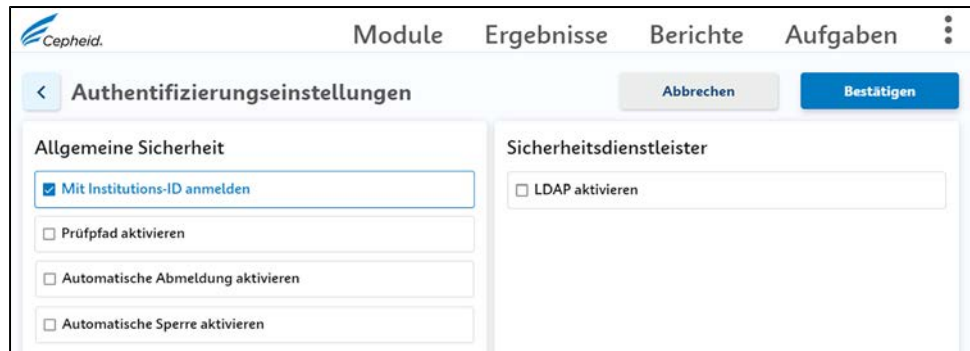 Cepheid.
Module Ergebnisse Berichte Aufgaben
Authentifizierungseinstellungen
Abbrechen
Bestätigen
Allgemeine Sicherheit
Mit Institutions-ID anmelden
Prüfpfad aktivieren
Automatische Abmeldung aktivieren
Automatische Sperre aktivieren
Sicherheitsdienstleister
LDAP aktivieren